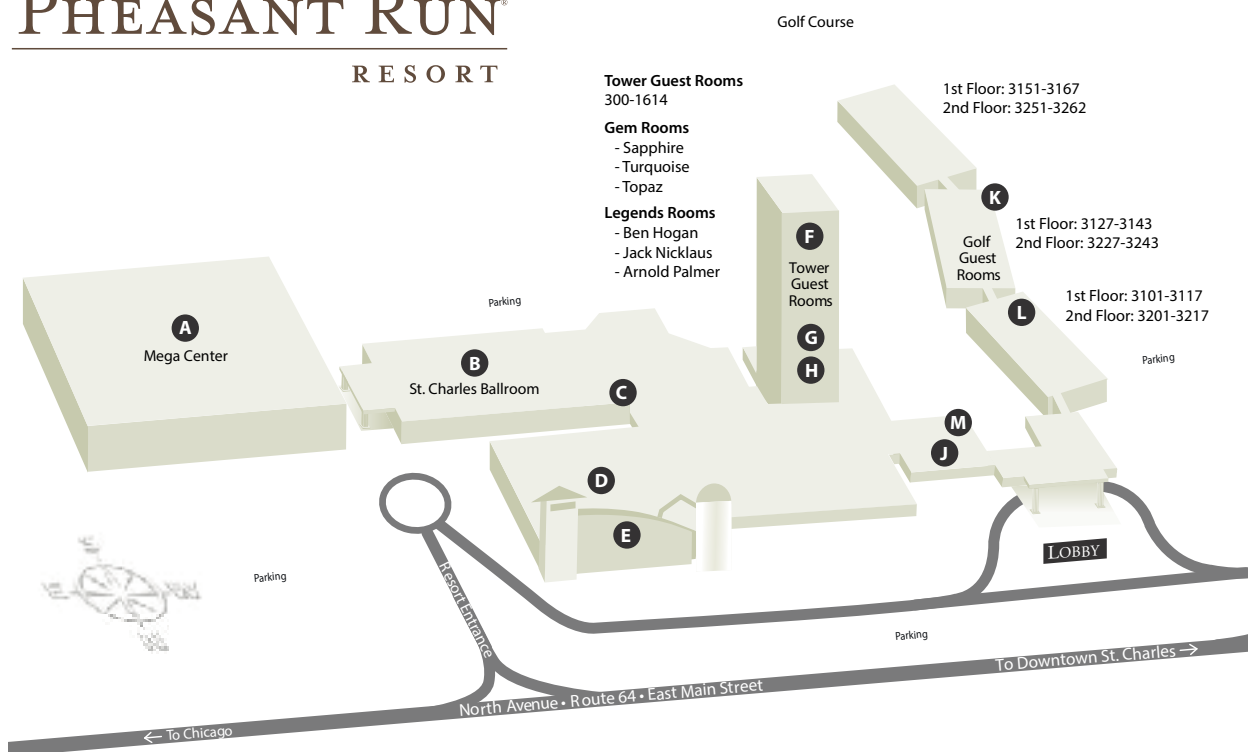 PHEASANT RUN®
RESORT
Golf Course
Tower Guest Rooms
300-1614
Gem Rooms
- Sapphire
- Turquoise
- Topaz
Legends Rooms
- Ben Hogan
- Jack Nicklaus
- Arnold Palmer
1st Floor: 3151-3167
2nd Floor: 3251-3262
K
1st Floor: 3127-3143
2nd Floor: 3227-3243
Golf
Guest
Rooms
F
Tower
Guest
Rooms
G
H
1st Floor: 3101-3117
2nd Floor: 3201-3217
L
Parking
Parking
A
Mega Center
B
St. Charles Ballroom
C
M
J
D
E
LOBBY
Parking
Resort Entrance
Parking
To Downtown St. Charles →
North Avenue • Route 64 • East Main Street
← To Chicago